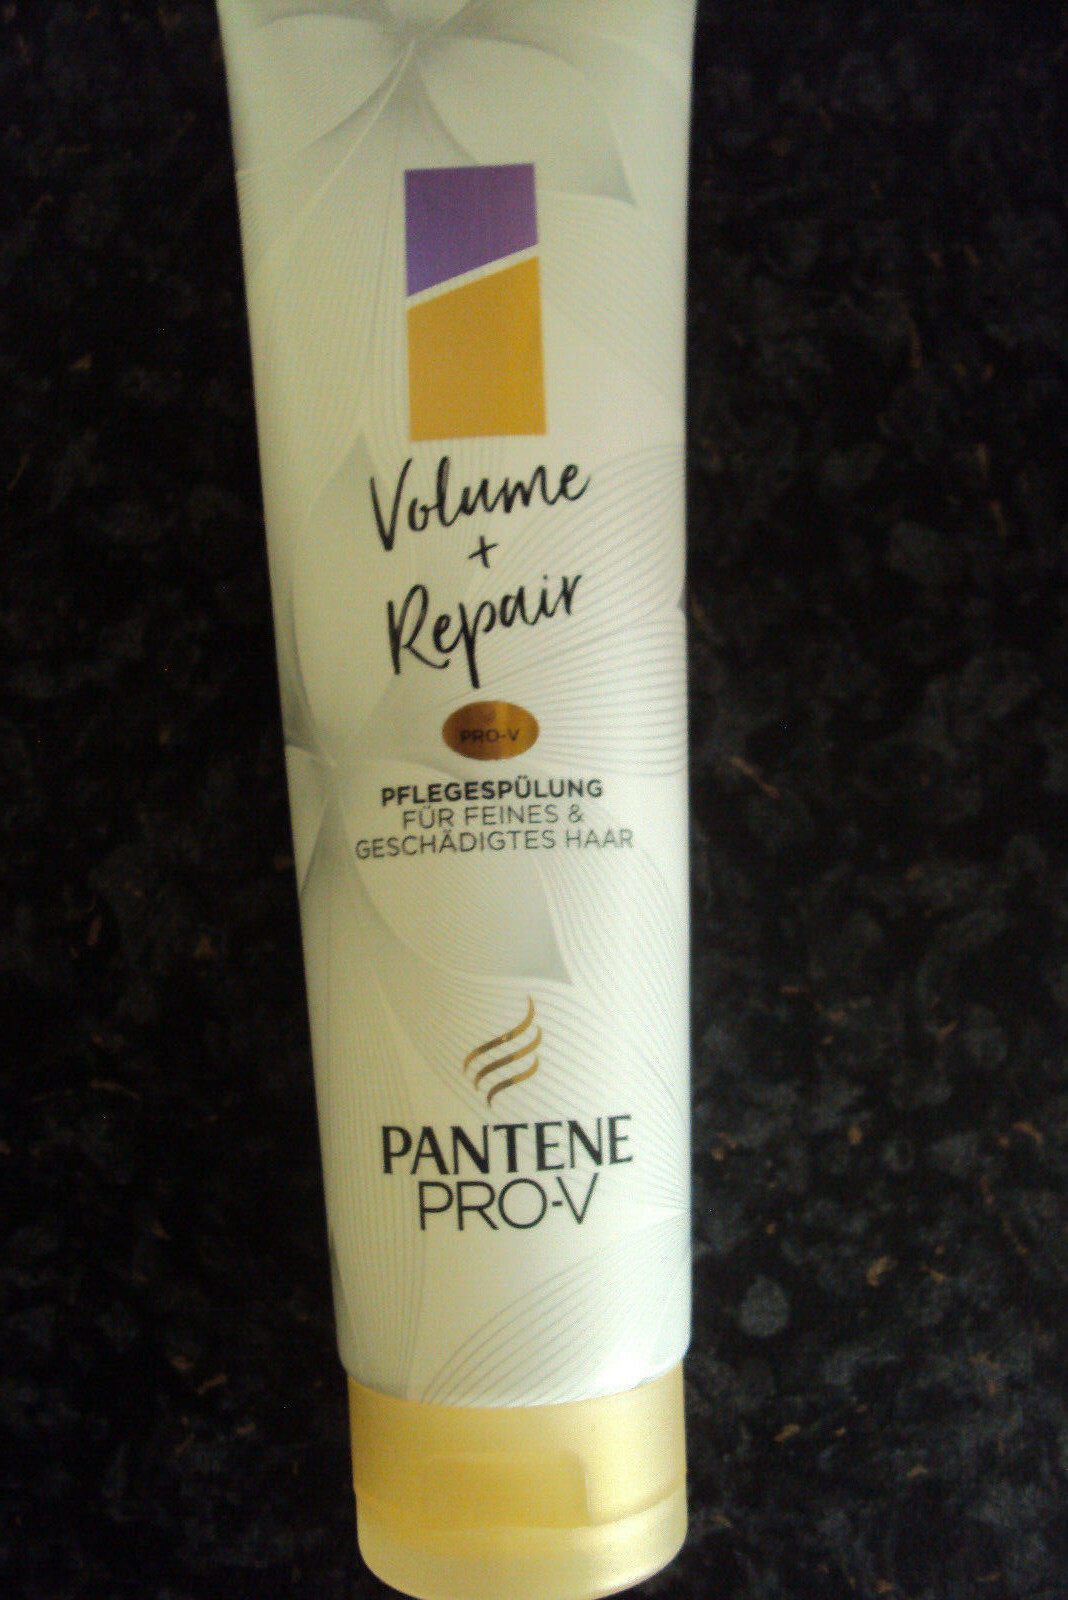 Volume
+
Repair
PRO-V
PFLEGESPÜLUNG
FÜR FEINES &
GESCHÄDIGTES HAAR
PANTENE
PRO-V